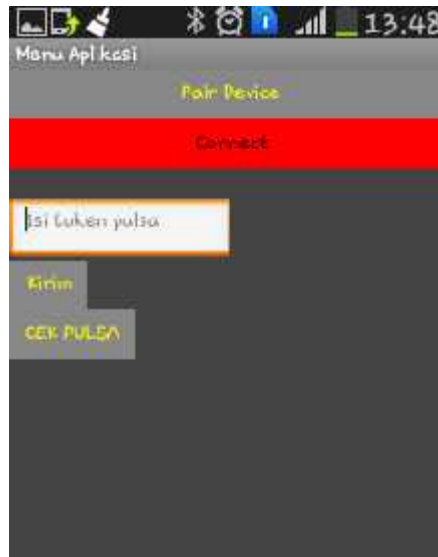 13:48
Menu Aplikasi
Pair Device
Connect
Isi token pulsa
Kirim
CEK PULSA